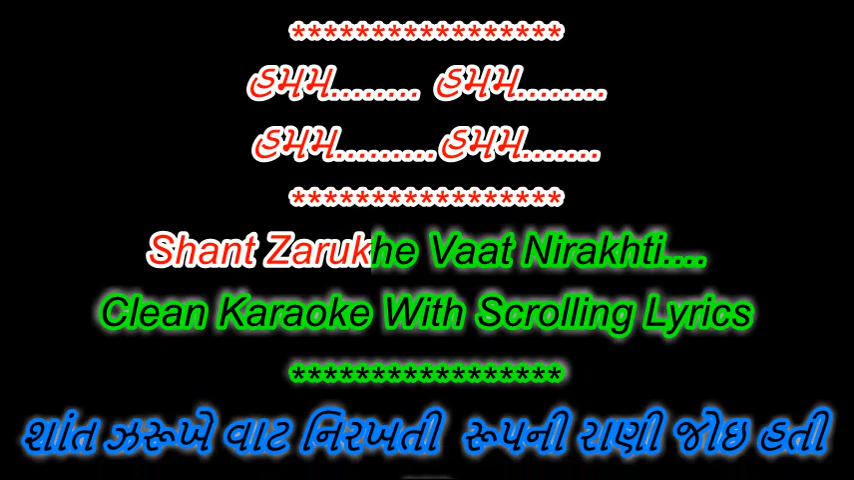 *****************
હમમ........ હમમ........
હમમ.........હમમ.......
*****************
Shant Zarukhe Vaat Nirakhti....
Clean Karaoke With Scrolling Lyrics
*****************
શાંત ઝરૂખે વાટ નિરખતી રૂપની રાણી જોઇ હતી